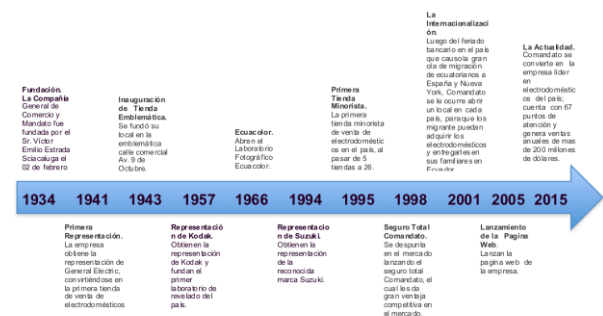 Fundación.
La Compañía
General de
Comercio y
Mandato fue
fundada por el
Sr. Víctor
Emilio Estrada
Sciacaluga el
02 de febrero
Inauguración
de Tienda
Emblemática.
Se fundó su
local en la
emblemática
calle comercial
Av. 9 de
Octubre.
Ecuacolor.
Abren el
Laboratorio
Fotográfico
Ecuacolor.
Primera
Tienda
Minorista.
La primera
tienda minorista
de venta de
electrodoméstic
os en el país, al
pasar de 5
tiendas a 26.
La
Internacionalizaci
ón.
Luego del feriado
bancario en el país
que causola gran
ola de migración
de ecuatorianos a
España y Nueva
York, Comandato
se le ocurre abrir
un local en cada
país, para que los
migrante puedan
adquirir los
electrodomésticos
y entregarles en
sus familiares en
Ecuador
La Actualidad.
Comandato se
convierte en la
empresa líder
en
electrodoméstic
os del país;
cuenta con 67
puntos de
atención y
genera ventas
anuales de mas
de 200 millones
de dólares.
1934 1941 1943 1957 1966 1994 1995 1998 2001 2005 2015
Primera
Representación.
La empresa
obtiene la
representación de
General Electric,
convirtiéndose en
la primera tienda
de venta de
electrodomésticos
Representació
n de Kodak.
Obtienen la
representación
de Kodak y
fundan el
primer
laboratorio de
revelado del
país.
Representació
n de Suzuki.
Obtienen la
representación
de la
reconocida
marca Suzuki.
Seguro Total
Comandato.
Se despunta
en el mercado
lanzando el
seguro total
Comandato, el
cual les da
gran ventaja
competitiva en
el mercado.
Lanzamiento
de la Pagina
Web.
Lanzan la
pagina web de
la empresa.